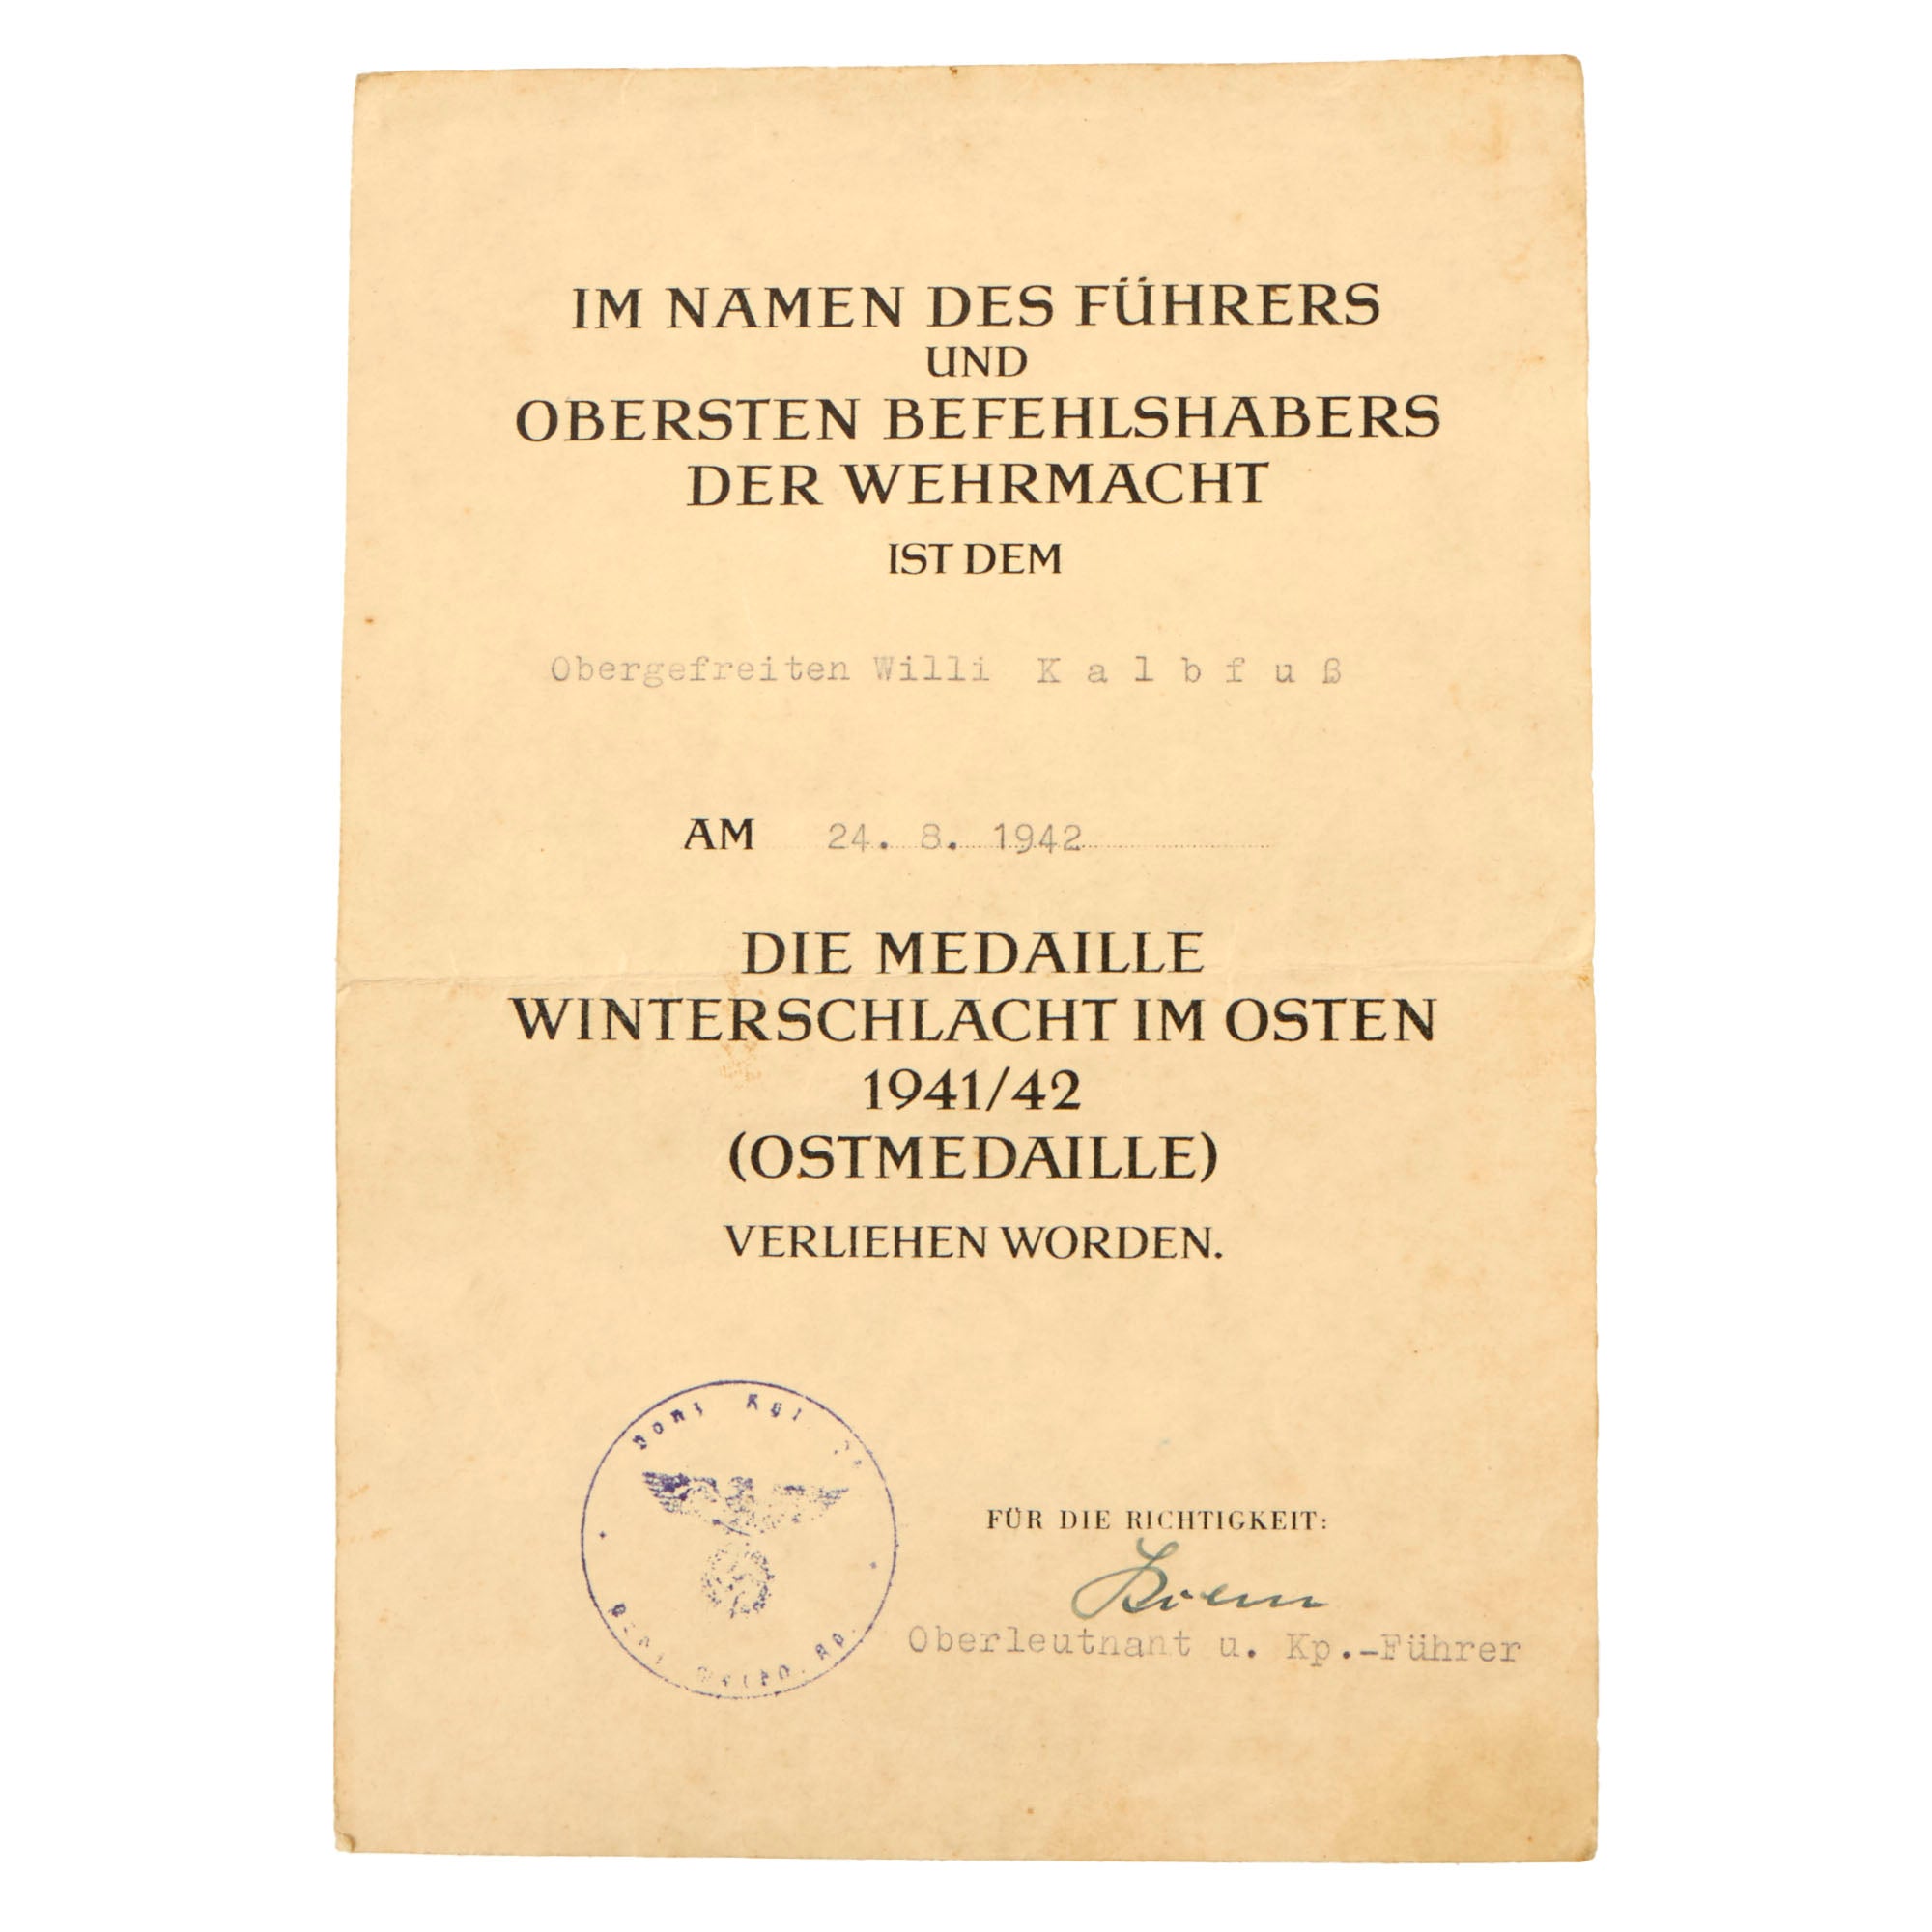 IM NAMEN DES FÜHRERS
UND
OBERSTEN BEFEHLSHABERS
DER WEHRMACHT
IST DEM
Obergefreiten Willi K a l b f u ß
AM 24. 8. 1942
DIE MEDAILLE
WINTERSCHLACHT IM OSTEN
1941/42
(OSTMEDAILLE)
VERLIEHEN WORDEN.
FÜR DIE RICHTIGKEIT:
Oberleutnant u. Kp.-Führer